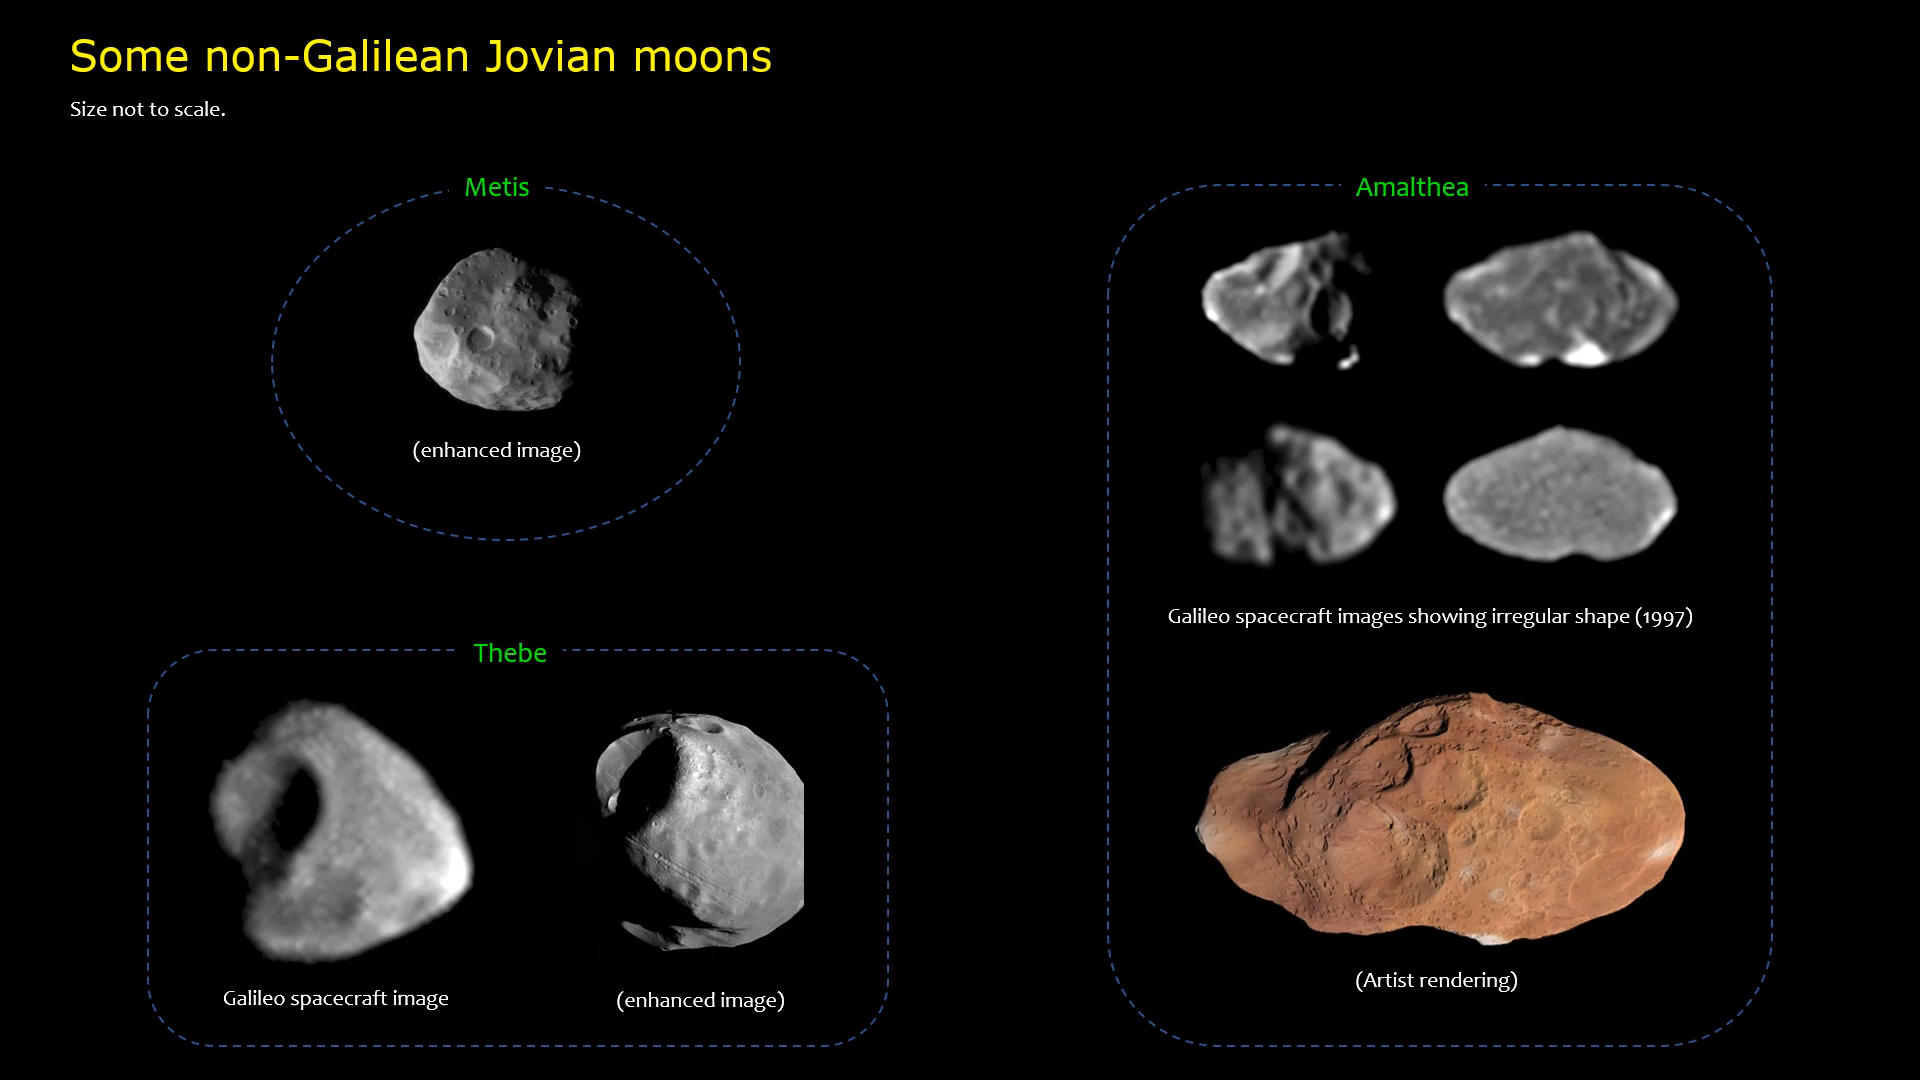 Some non-Galilean Jovian moons
Size not to scale.
Metis
(enhanced image)
Thebe
Galileo spacecraft image
(enhanced image)
Amalthea
Galileo spacecraft images showing irregular shape (1997)
(Artist rendering)